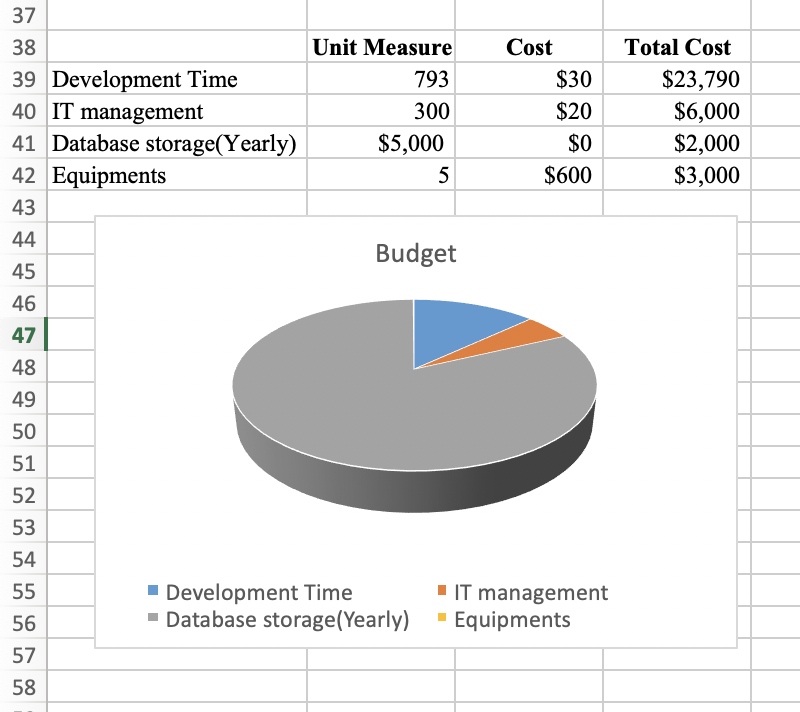 37
38 Unit Measure Cost Total Cost
39 Development Time 793 $30 $23,790
40 IT management 300 $20 $6,000
41 Database storage(Yearly) $5,000 $0 $2,000
42 Equipments 5 $600 $3,000
43
44
Budget
45
46
47
48
49
50
51
52
53
54
55 Development Time IT management
56 Database storage(Yearly) Equipments
57
58